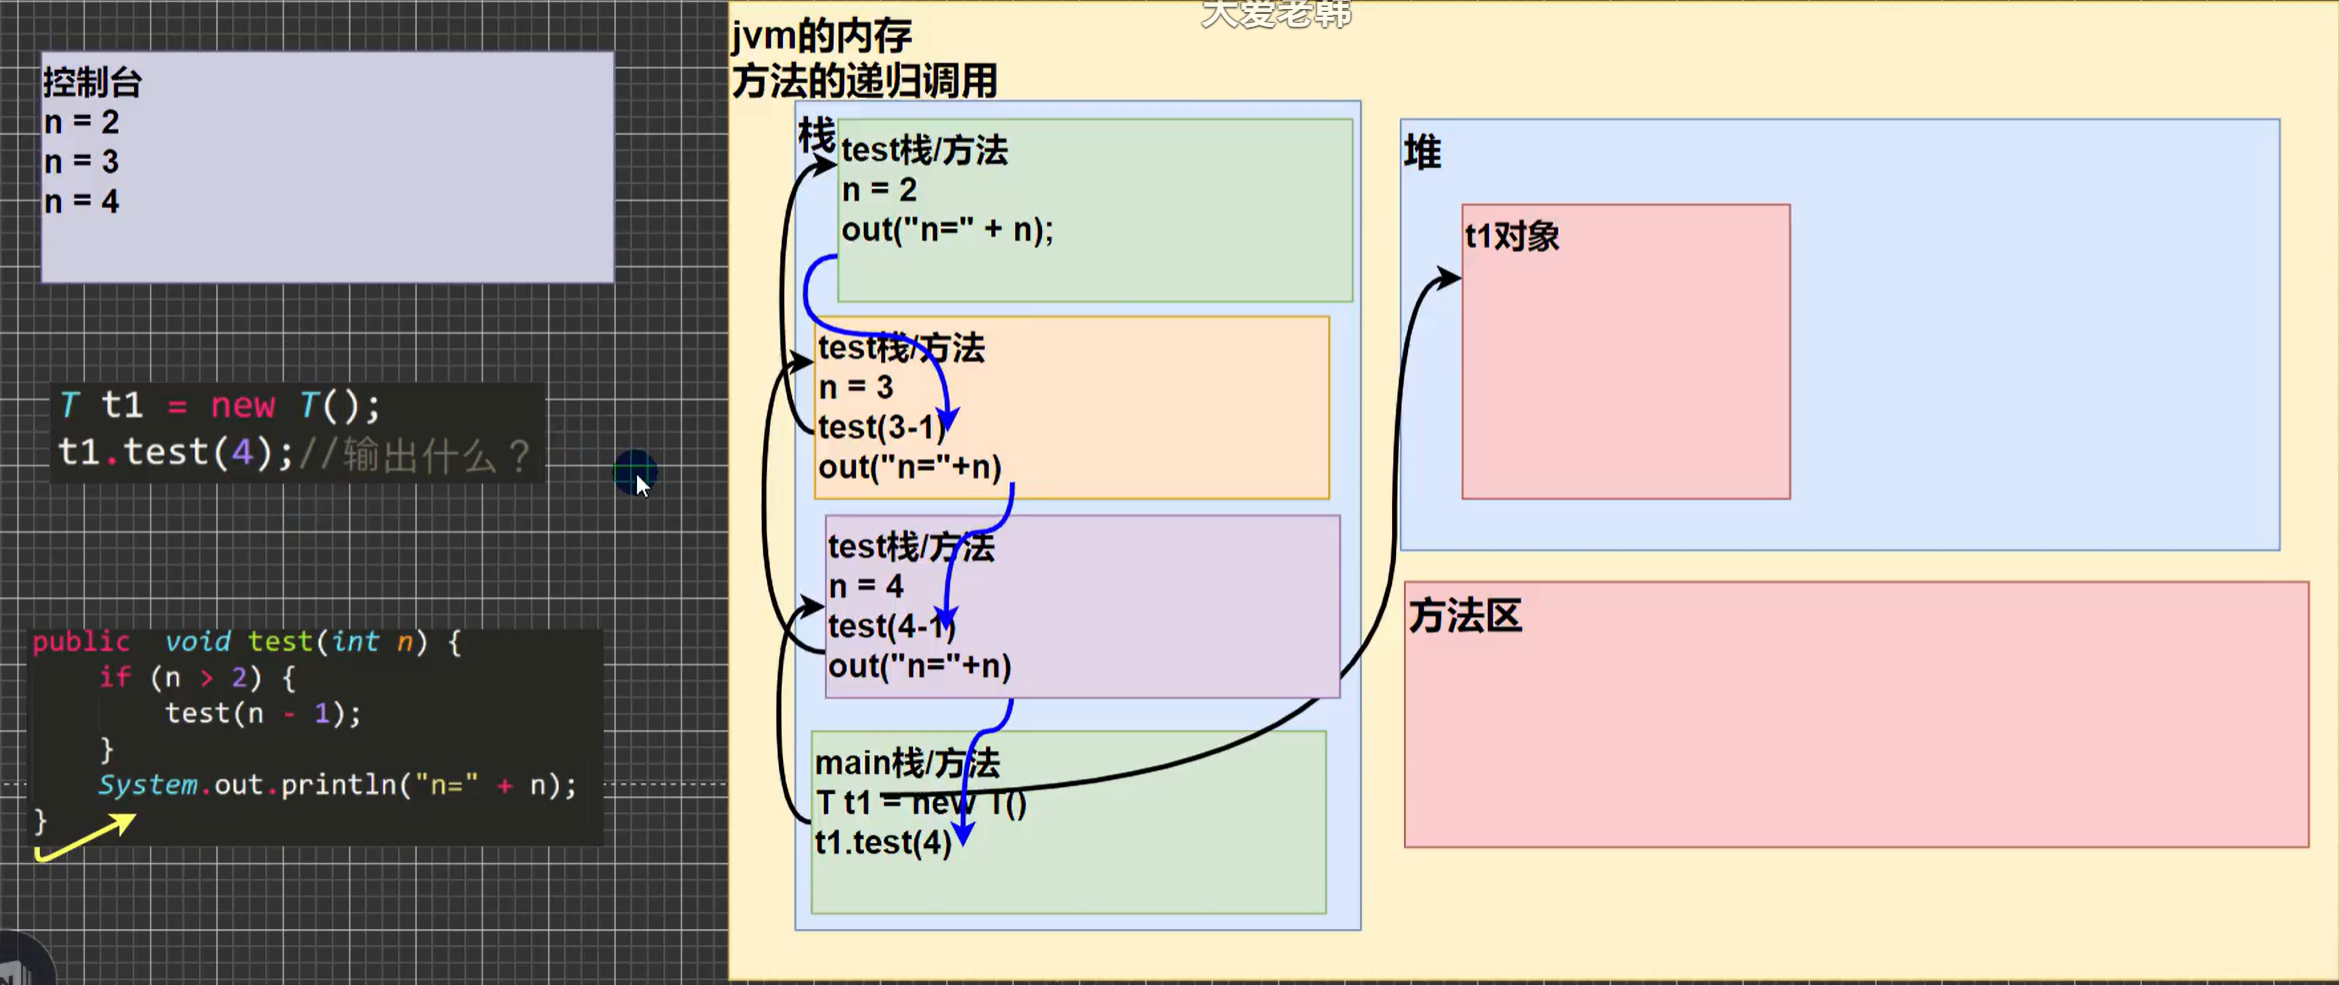 大爱老韩
控制台
n = 2
n = 3
n = 4
T t1 = new T();
t1.test(4);//输出什么？
public  void test(int n) {
    if (n > 2) {
        test(n - 1);
    }
    System.out.println("n=" + n);
}
jvm的内存
方法的递归调用
栈
test栈/方法
n = 2
out("n=" + n);
test栈/方法
n = 3
test(3-1)
out("n="+n)
test栈/方法
n = 4
test(4-1)
out("n="+n)
main栈/方法
T t1 = new T()
t1.test(4)
堆
t1对象
方法区